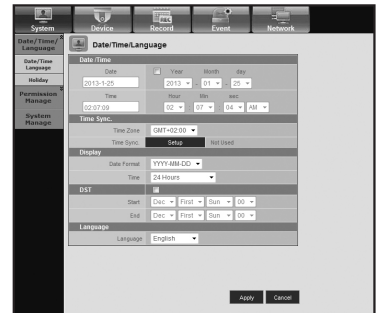 System Device Record Event Network
Date/Time/
Language
Date/Time
Language
Holiday
Permission
Manage
System
Manage
Date/Time/Language
Date /Time
Date Year Month day
2013-1-25 2013 - 01 - 25
Time Hour Min sec
02:07:09 02 : 07 : 04 AM
Time Sync.
Time Zone GMT+02:00
Time Sync. Setup Not Used
Display
Date Format YYYY-MM-DD
Time 24 Hours
DST
Start Dec First Sun 00
End Dec First Sun 00
Language
Language English
Apply Cancel